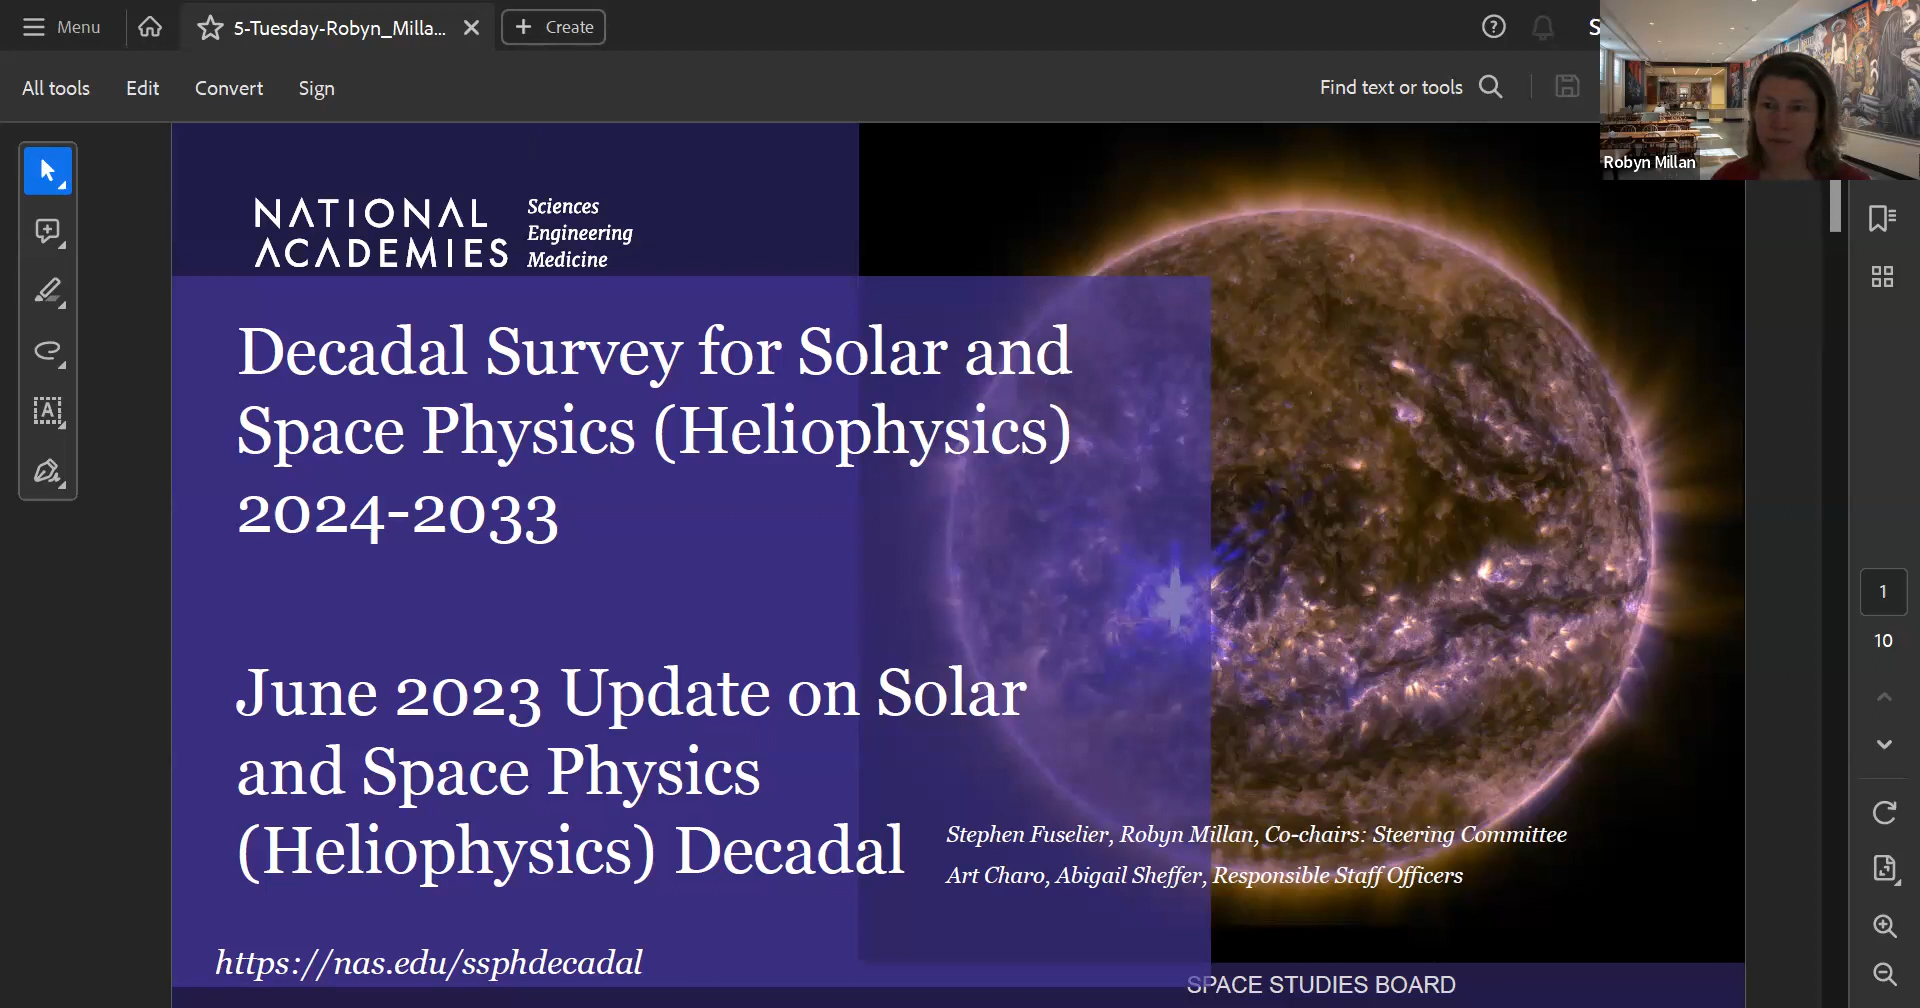 Menu
5-Tuesday-Robyn_Milla...
Create
S
All tools
Edit
Convert
Sign
Find text or tools
Robyn Millan
NATIONAL ACADEMIES
Sciences
Engineering
Medicine
Decadal Survey for Solar and
Space Physics (Heliophysics)
2024-2033
June 2023 Update on Solar
and Space Physics
(Heliophysics) Decadal
Stephen Fuselier, Robyn Millan, Co-chairs: Steering Committee
Art Charo, Abigail Sheffer, Responsible Staff Officers
https://nas.edu/ssphdecadal
SPACE STUDIES BOARD
1
10